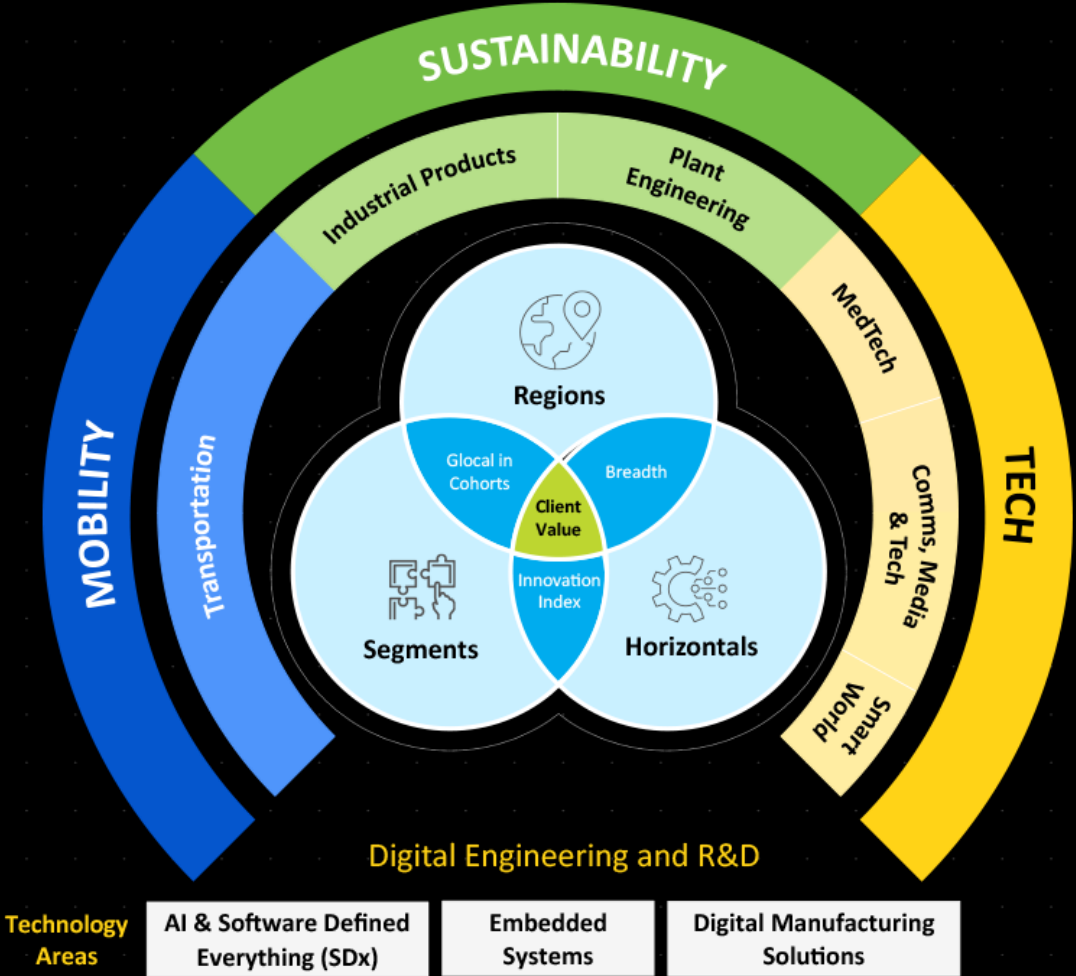 SUSTAINABILITY
Industrial Products
Plant
Engineering
MOBILITY
Transportation
MedTech
Comms, Media
& Tech
Smart
World
TECH
Regions
Glocal in
Cohorts
Breadth
Client
Value
Innovation
Index
Segments
Horizontals
Digital Engineering and R&D
Technology
Areas
AI & Software Defined
Everything (SDx)
Embedded
Systems
Digital Manufacturing
Solutions